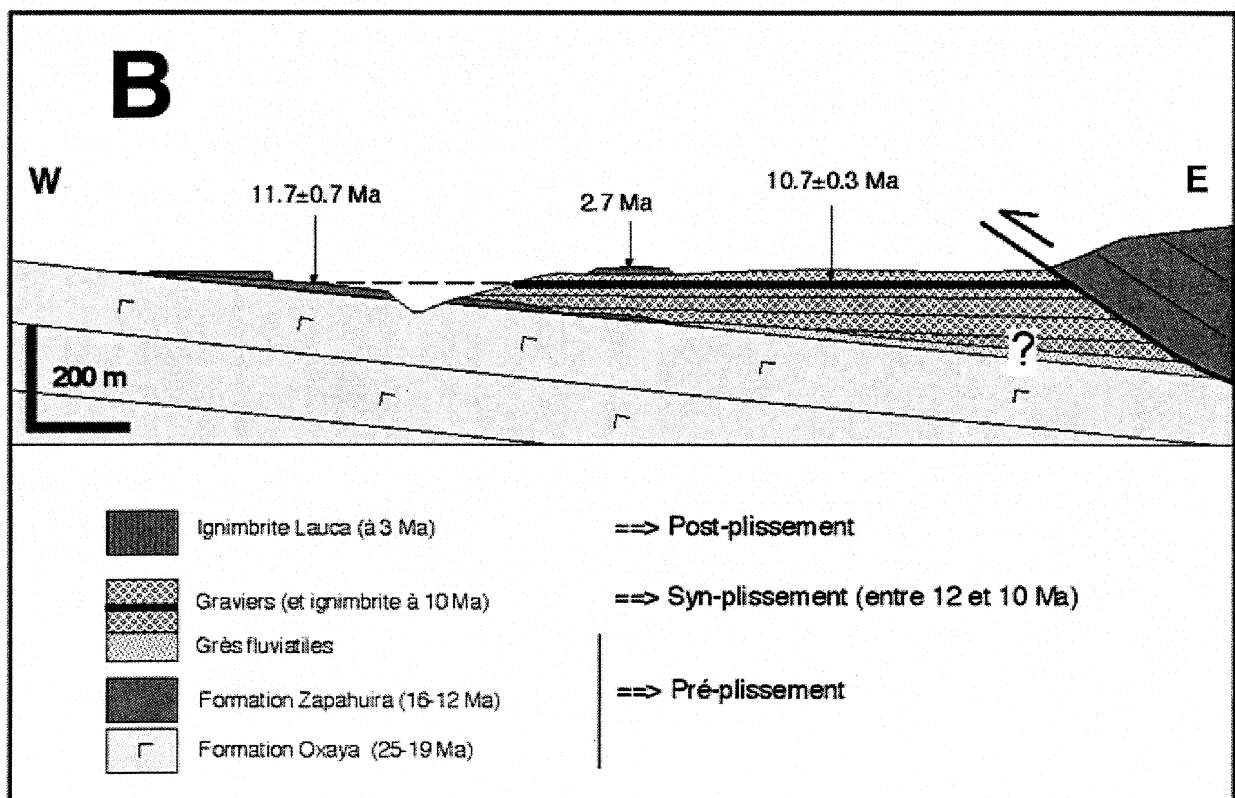 B
W
E
11.7±0.7 Ma
2.7 Ma
10.7±0.3 Ma
?
200 m
Ignimbrite Lauca (à 3 Ma)
==> Post-plissement
Graviers (et ignimbrite à 10 Ma)
==> Syn-plissement (entre 12 et 10 Ma)
Grès fluviatiles
Formation Zapahuira (16-12 Ma)
==> Pré-plissement
Formation Oxaya (25-19 Ma)